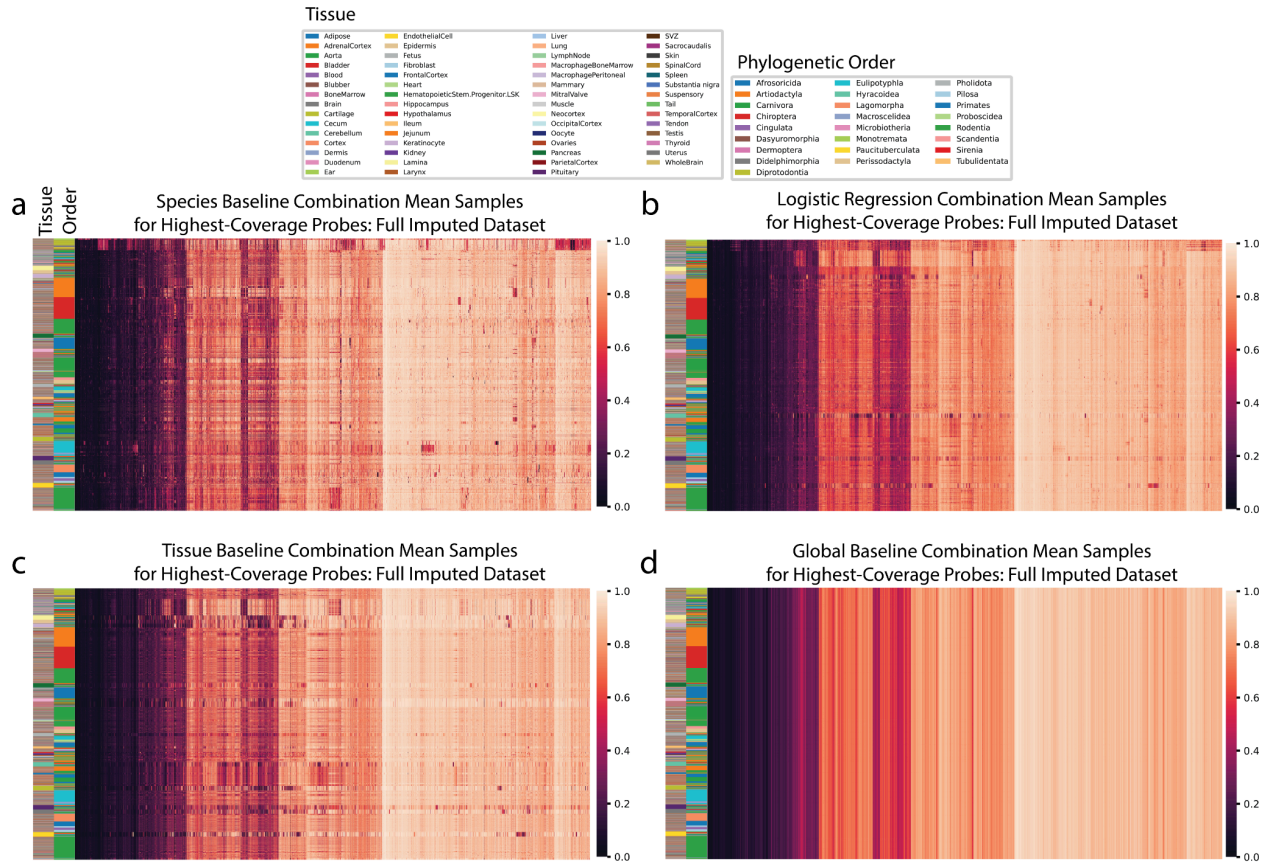 Tissue
Adipose
AdrenalCortex
Aorta
Bladder
Blood
Blubber
BoneMarrow
Brain
Cartilage
Cecum
Cerebellum
Cortex
Dermis
Duodenum
Ear
EndothelialCell
Epidermis
Fetus
Fibroblast
FrontalCortex
Heart
HematopoieticStem.Progenitor.LSK
Hippocampus
Hypothalamus
Ileum
Jejunum
Keratinocyte
Kidney
Lamina
Larynx
Liver
Lung
LymphNode
MacrophageBoneMarrow
MacrophagePeritoneal
Mammary
MitralValve
Muscle
Neocortex
OccipitalCortex
Oocyte
Ovaries
Pancreas
ParietalCortex
Pituitary
SVZ
Sacrocaudalis
Skin
SpinalCord
Spleen
Substantia nigra
Suspensory
Tail
TemporalCortex
Tendon
Testis
Thyroid
Uterus
WholeBrain
Phylogenetic Order
Afrosoricida
Artiodactyla
Carnivora
Chiroptera
Cingulata
Dasyuromorphia
Dermoptera
Didelphimorphia
Diprotodontia
Eulipotyphla
Hyracoidea
Lagomorpha
Macroscelidea
Microbiotheria
Monotremata
Paucituberculata
Perissodactyla
Pholidota
Pilosa
Primates
Proboscidea
Rodentia
Scandentia
Sirenia
Tubulidentata
a
Tissue
Order
Species Baseline Combination Mean Samples
for Highest-Coverage Probes: Full Imputed Dataset
1.0
0.8
0.6
0.4
0.2
0.0
b
Logistic Regression Combination Mean Samples
for Highest-Coverage Probes: Full Imputed Dataset
1.0
0.8
0.6
0.4
0.2
0.0
c
Tissue Baseline Combination Mean Samples
for Highest-Coverage Probes: Full Imputed Dataset
1.0
0.8
0.6
0.4
0.2
0.0
d
Global Baseline Combination Mean Samples
for Highest-Coverage Probes: Full Imputed Dataset
1.0
0.8
0.6
0.4
0.2
0.0